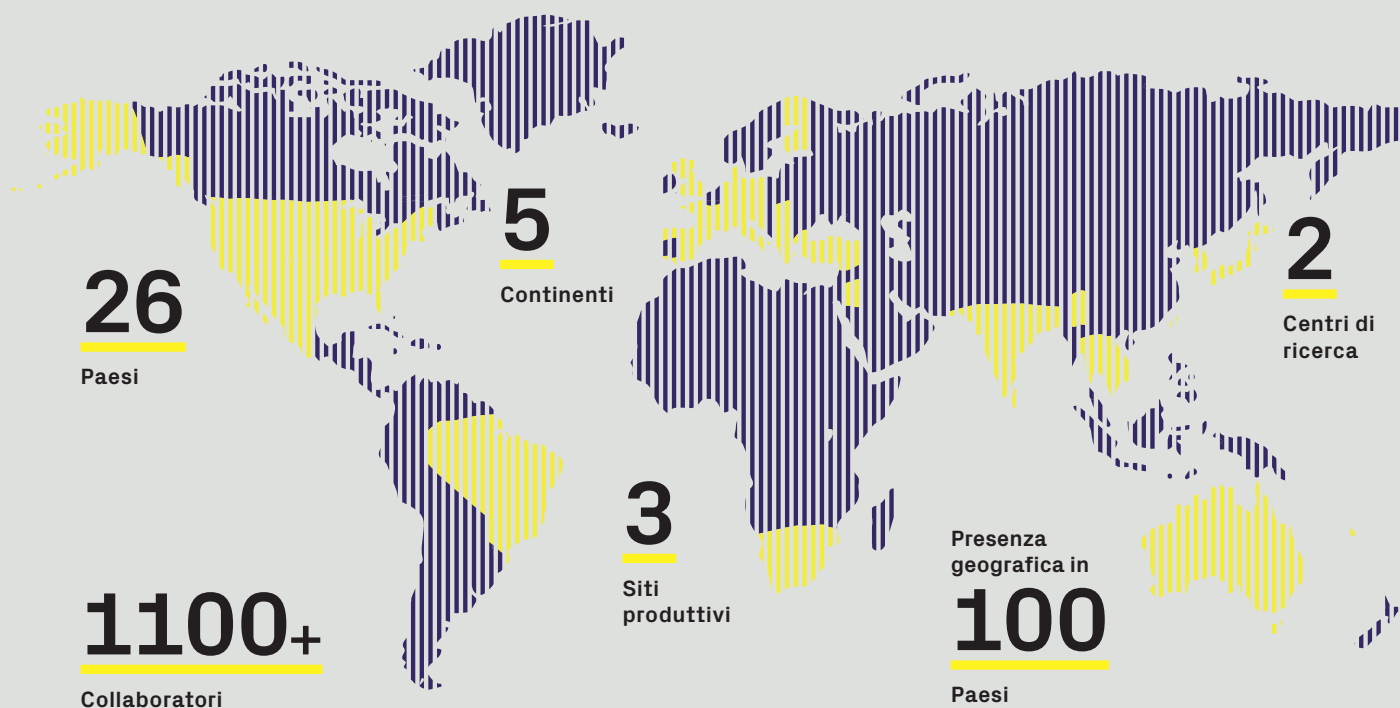 5
Continenti
2
Centri di
ricerca
26
Paesi
3
Siti
produttivi
Presenza
geografica in
100
Paesi
1100+
Collaboratori